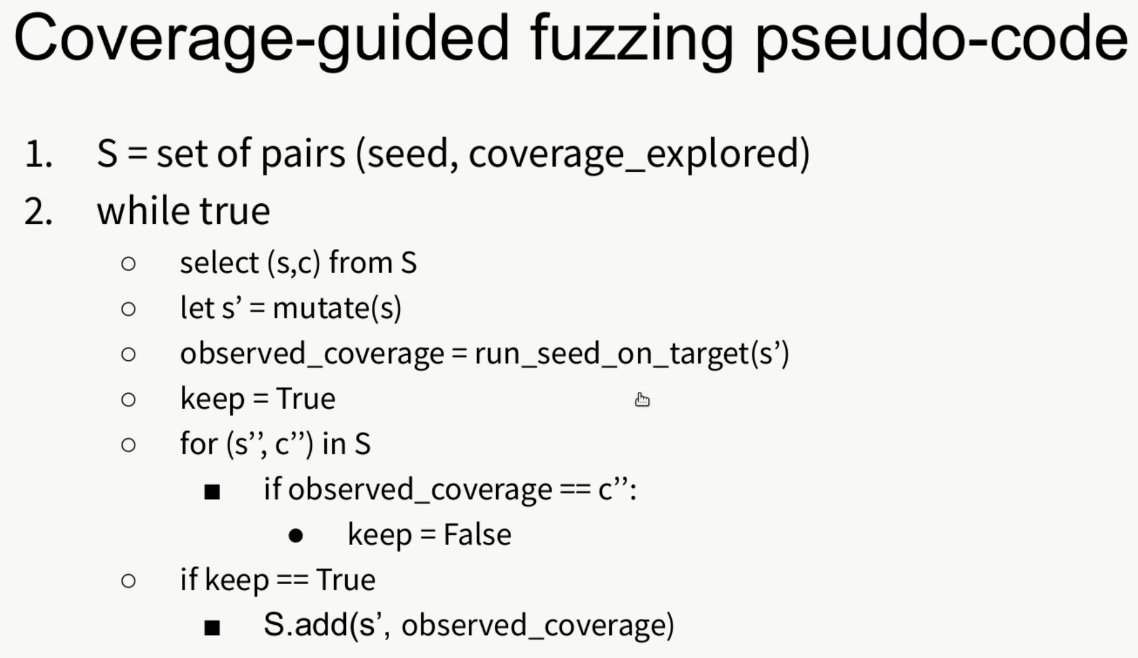 Coverage-guided fuzzing pseudo-code
1. S = set of pairs (seed, coverage_explored)
2. while true
○ select (s,c) from S
○ let s’ = mutate(s)
○ observed_coverage = run_seed_on_target(s’)
○ keep = True
○ for (s’’, c’’) in S
■ if observed_coverage == c’’:
● keep = False
○ if keep == True
■ S.add(s’, observed_coverage)